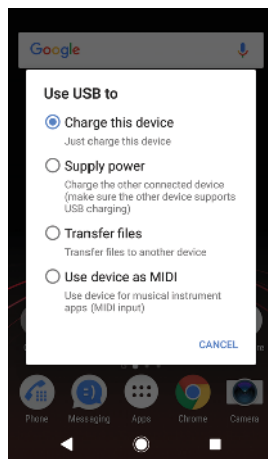 Google
Use USB to
Charge this device
Just charge this device
Supply power
Charge the other connected device
(make sure the other device supports
USB charging)
Transfer files
Transfer files to another device
Use device as MIDI
Use device for musical instrument
apps (MIDI input)
CANCEL
Phone Messaging Apps Chrome Camera